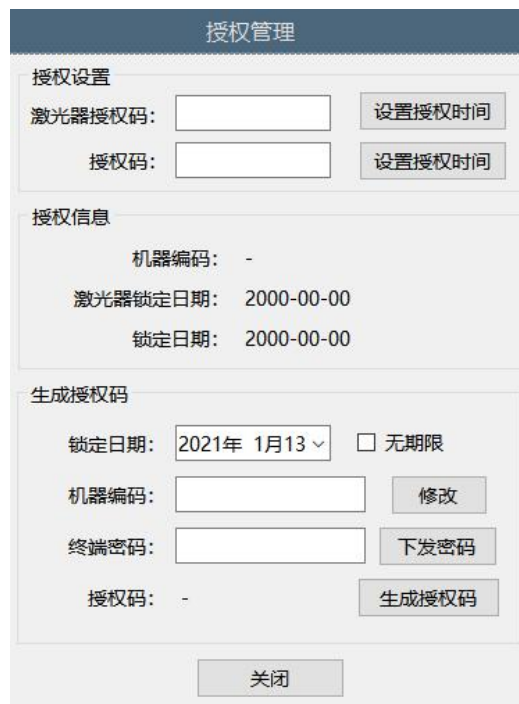 授权管理
授权设置
激光器授权码： 设置授权时间
授权码： 设置授权时间
授权信息
机器编码： -
激光器锁定日期： 2000-00-00
锁定日期： 2000-00-00
生成授权码
锁定日期： 2021年 1月13 无期限
机器编码： 修改
终端密码： 下发密码
授权码： - 生成授权码
关闭